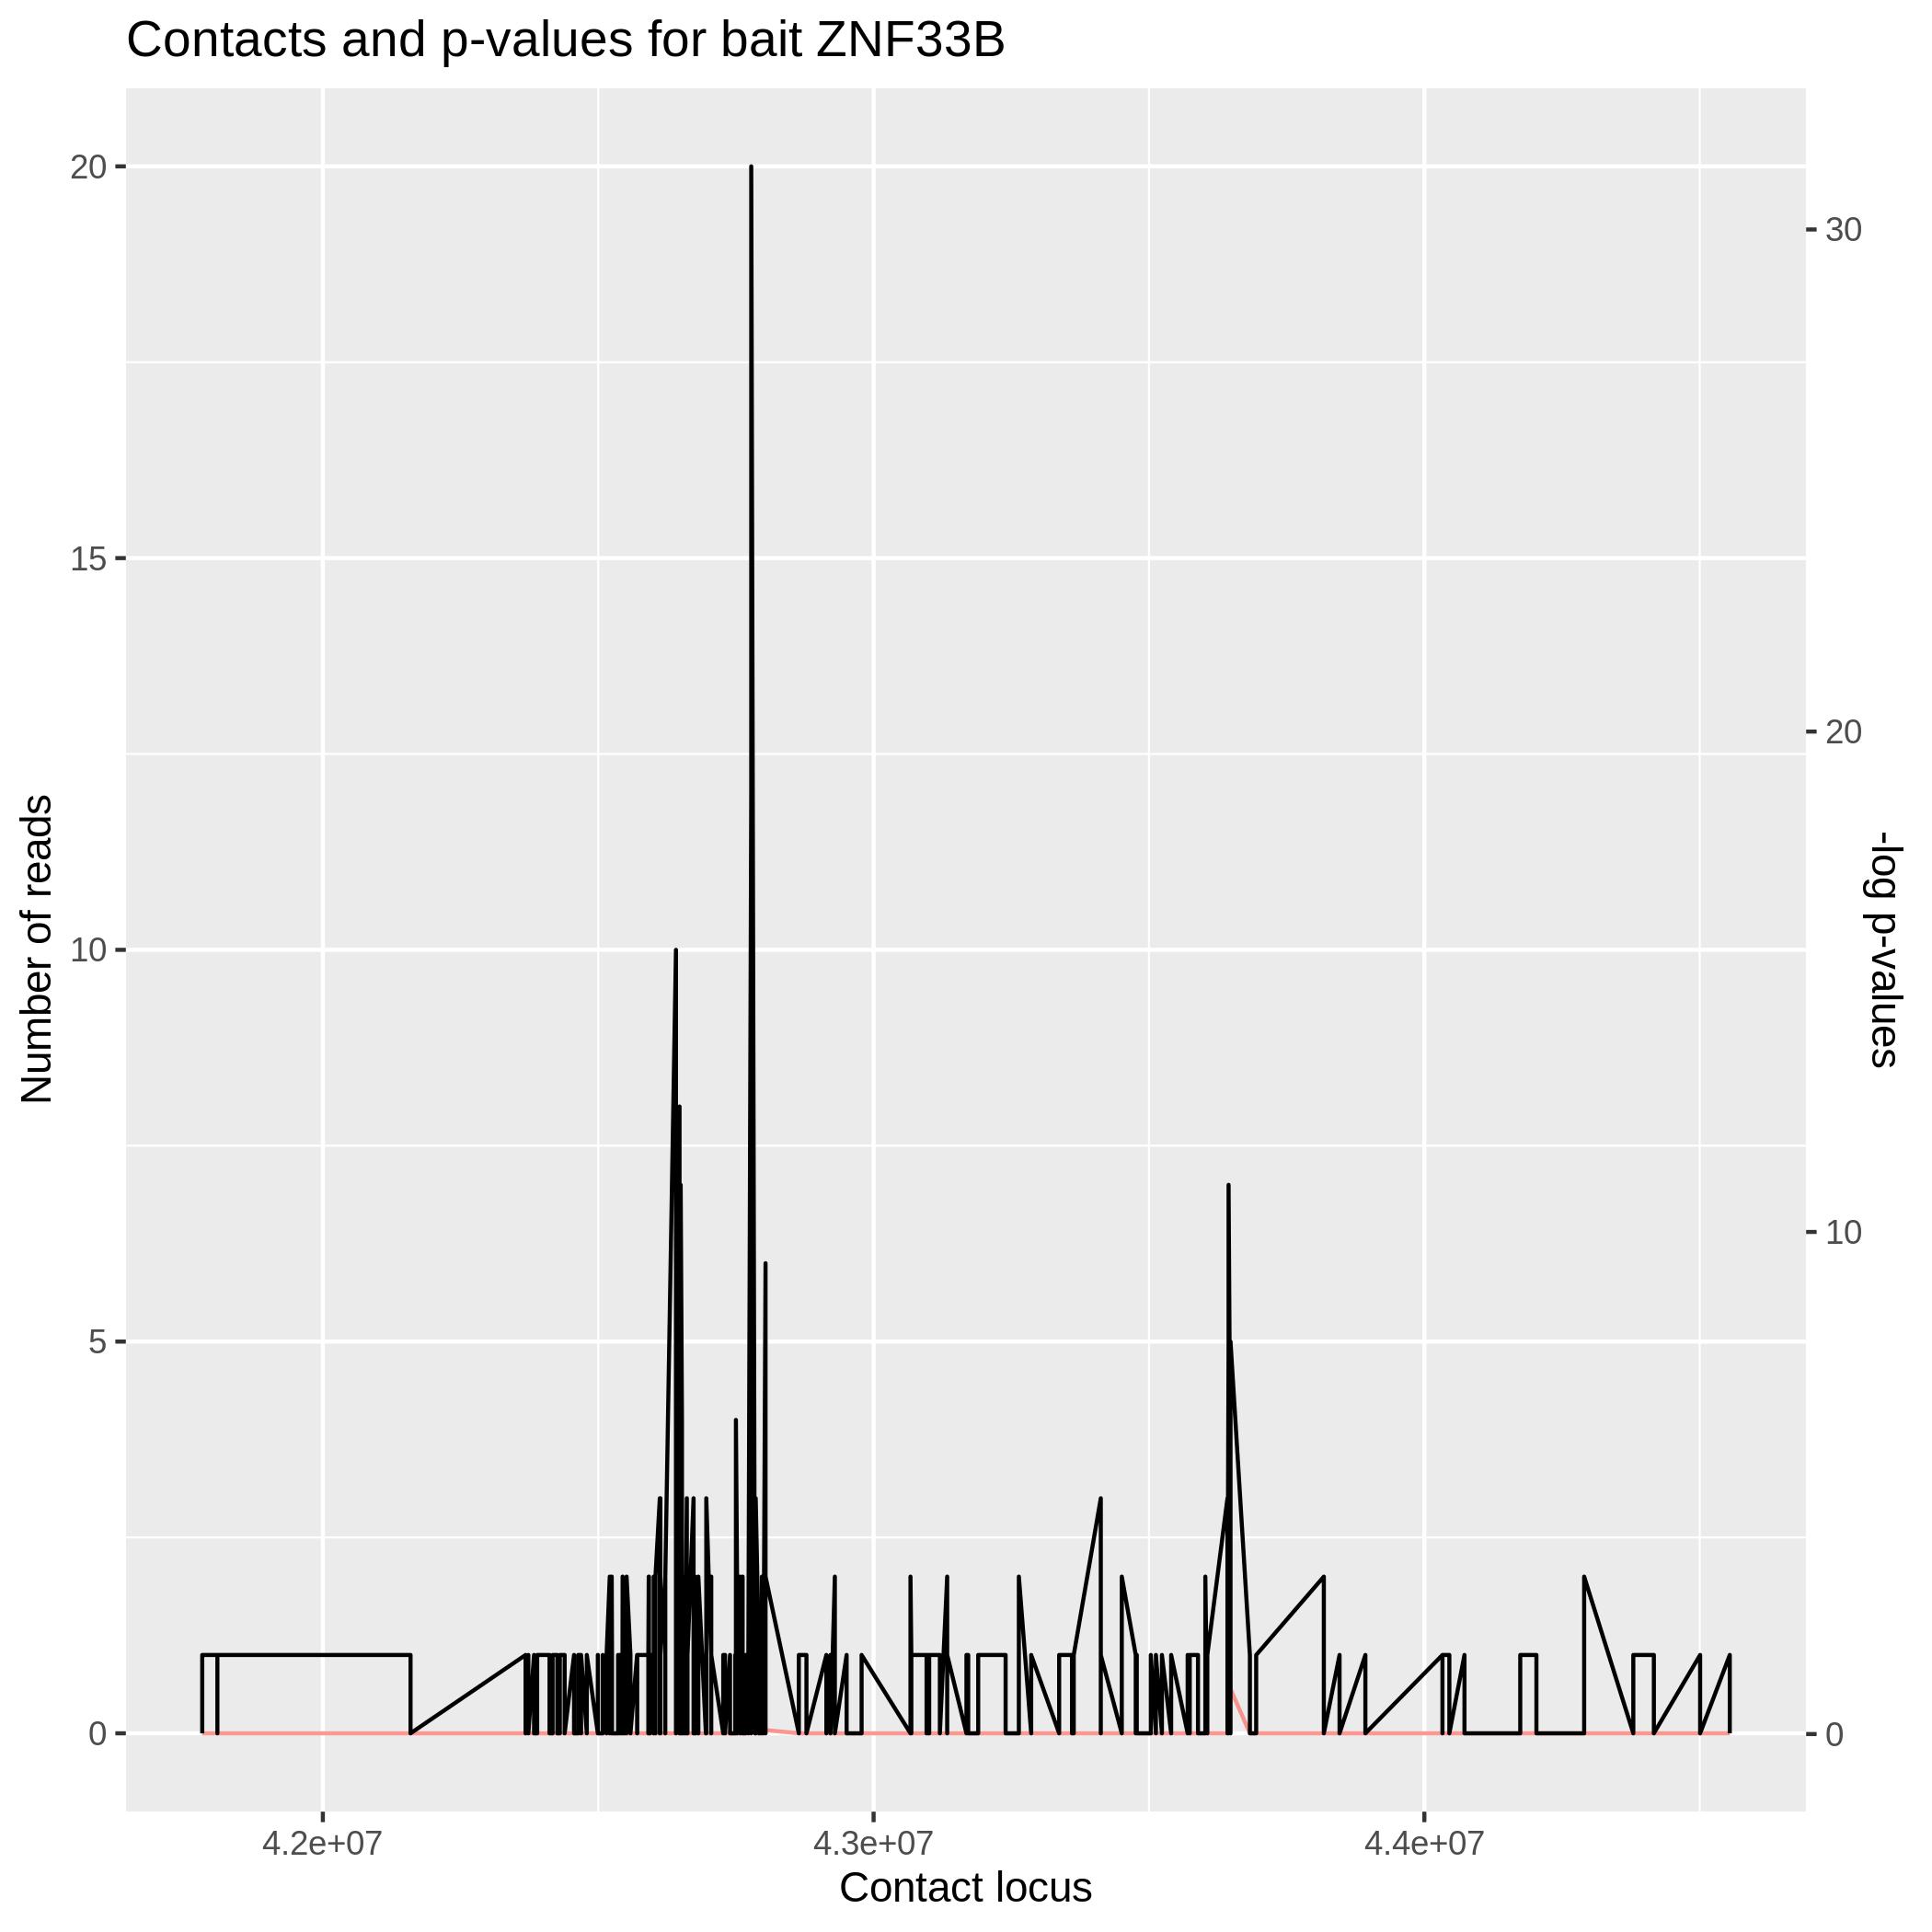 Contacts and p-values for bait ZNF33B
20
15
10
5
0
Number of reads
30
20
10
0
-log p-values
4.2e+07
4.3e+07
4.4e+07
Contact locus